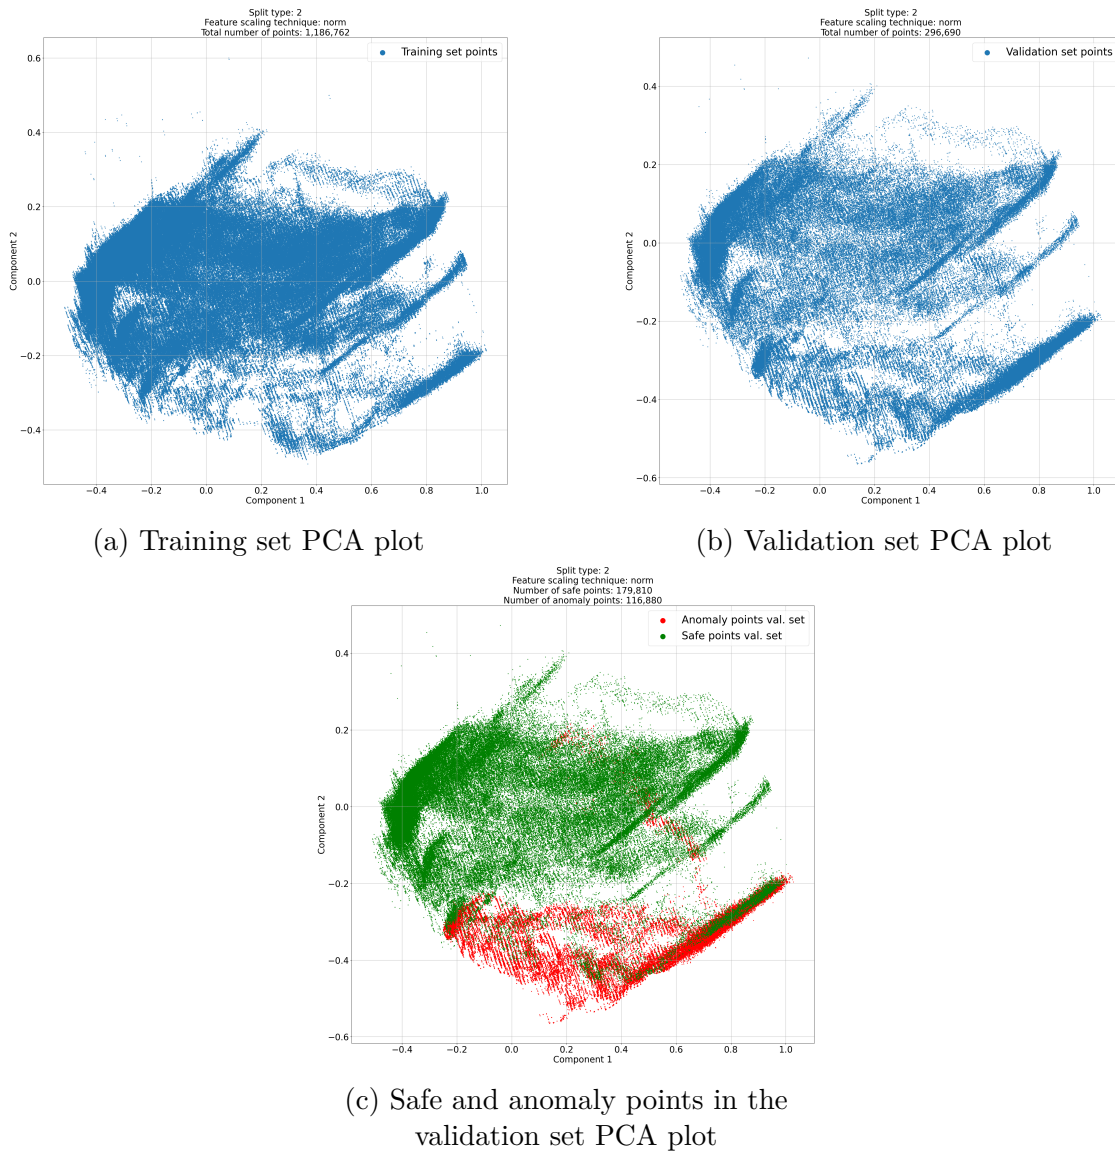 Split type: 2
Feature scaling technique: norm
Total number of points: 1,186,762
Training set points
0.6
0.4
0.2
0.0
−0.2
−0.4
Component 2
−0.4 −0.2 0.0 0.2 0.4 0.6 0.8 1.0
Component 1
(a) Training set PCA plot
Split type: 2
Feature scaling technique: norm
Total number of points: 296,690
Validation set points
0.4
0.2
0.0
−0.2
−0.4
−0.6
Component 2
−0.4 −0.2 0.0 0.2 0.4 0.6 0.8 1.0
Component 1
(b) Validation set PCA plot
Split type: 2
Feature scaling technique: norm
Number of safe points: 179,810
Number of anomaly points: 116,880
Anomaly points val. set
Safe points val. set
0.4
0.2
0.0
−0.2
−0.4
−0.6
Component 2
−0.4 −0.2 0.0 0.2 0.4 0.6 0.8 1.0
Component 1
(c) Safe and anomaly points in the
validation set PCA plot